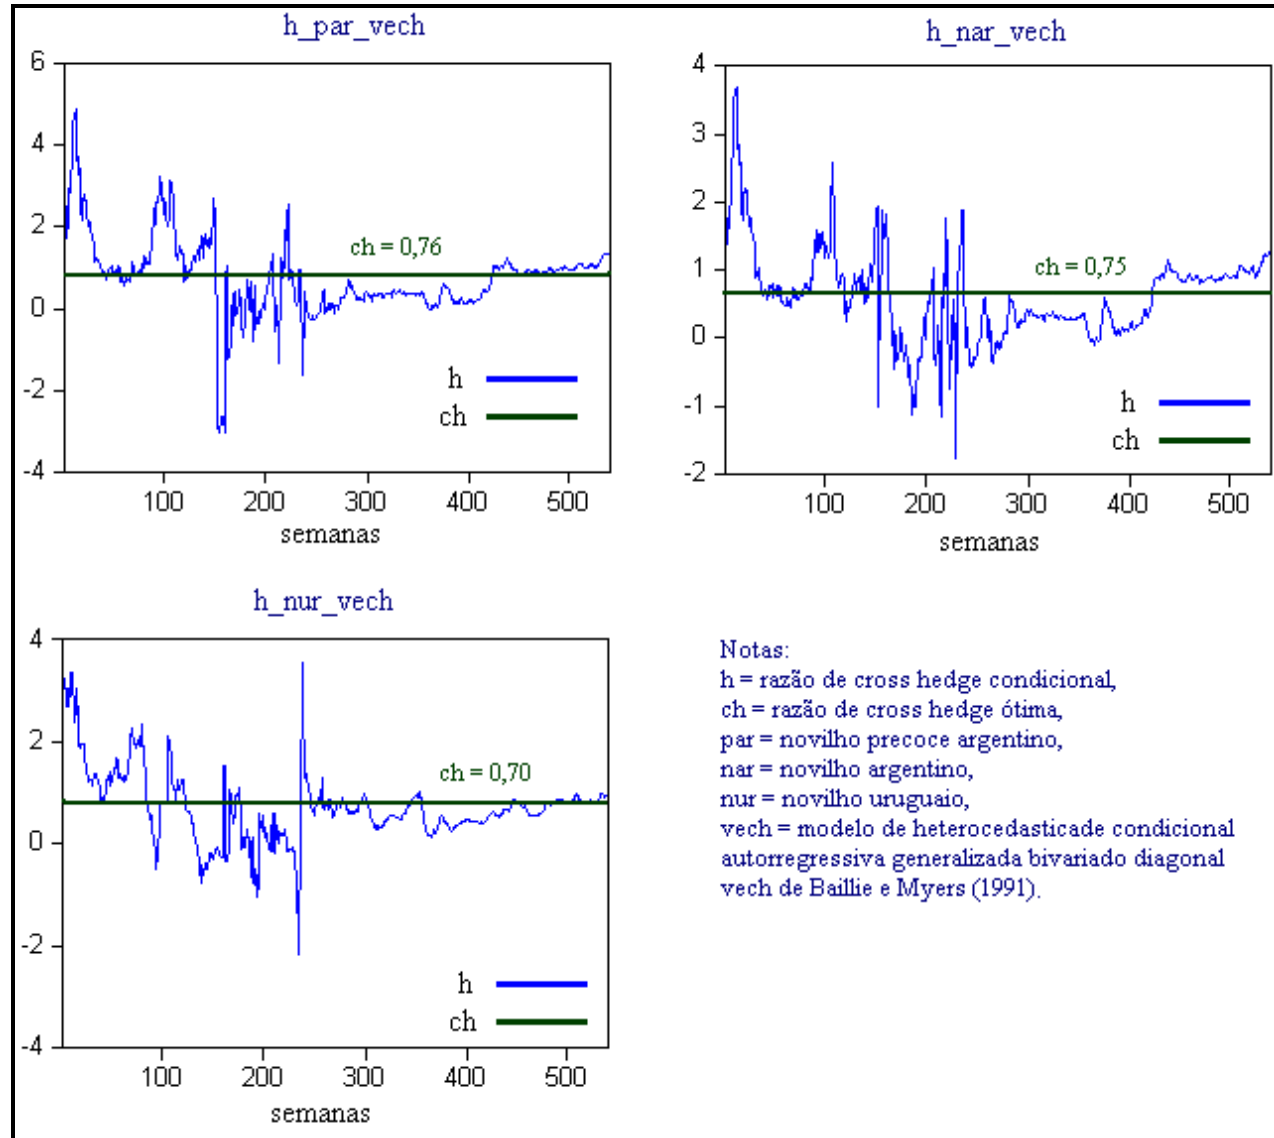 h_par_vech
6
4
2
0
-2
-4
ch = 0,76
h
ch
100 200 300 400 500
semanas
h_nar_vech
4
3
2
1
0
-1
-2
ch = 0,75
h
ch
100 200 300 400 500
semanas
h_nur_vech
4
2
0
-2
-4
ch = 0,70
h
ch
100 200 300 400 500
semanas
Notas:
h = razão de cross hedge condicional,
ch = razão de cross hedge ótima,
par = novilho precoce argentino,
nar = novilho argentino,
nur = novilho uruguaio,
vech = modelo de heterocedasticade condicional
autorregressiva generalizada bivariado diagonal
vech de Baillie e Myers (1991).